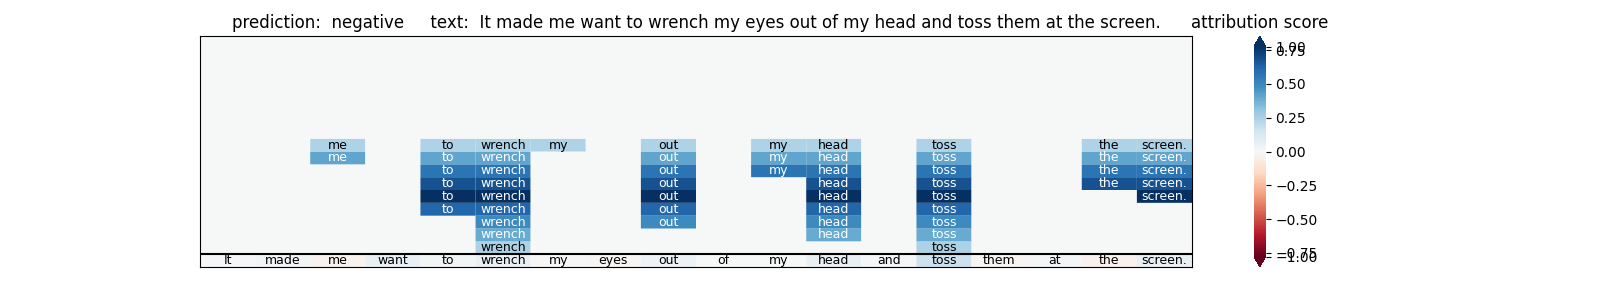 prediction:  negative     text:  It made me want to wrench my eyes out of my head and toss them at the screen.     attribution score
me to wrench my out my head toss the screen.
me to wrench out my head toss the screen.
to wrench out my head toss the screen.
to wrench out head toss the screen.
to wrench out head toss screen.
to wrench out head toss
wrench out head toss
wrench head toss
wrench toss
It made me want to wrench my eyes out of my head and toss them at the screen.
1.00
0.75
0.50
0.25
0.00
−0.25
−0.50
−0.75
−1.00